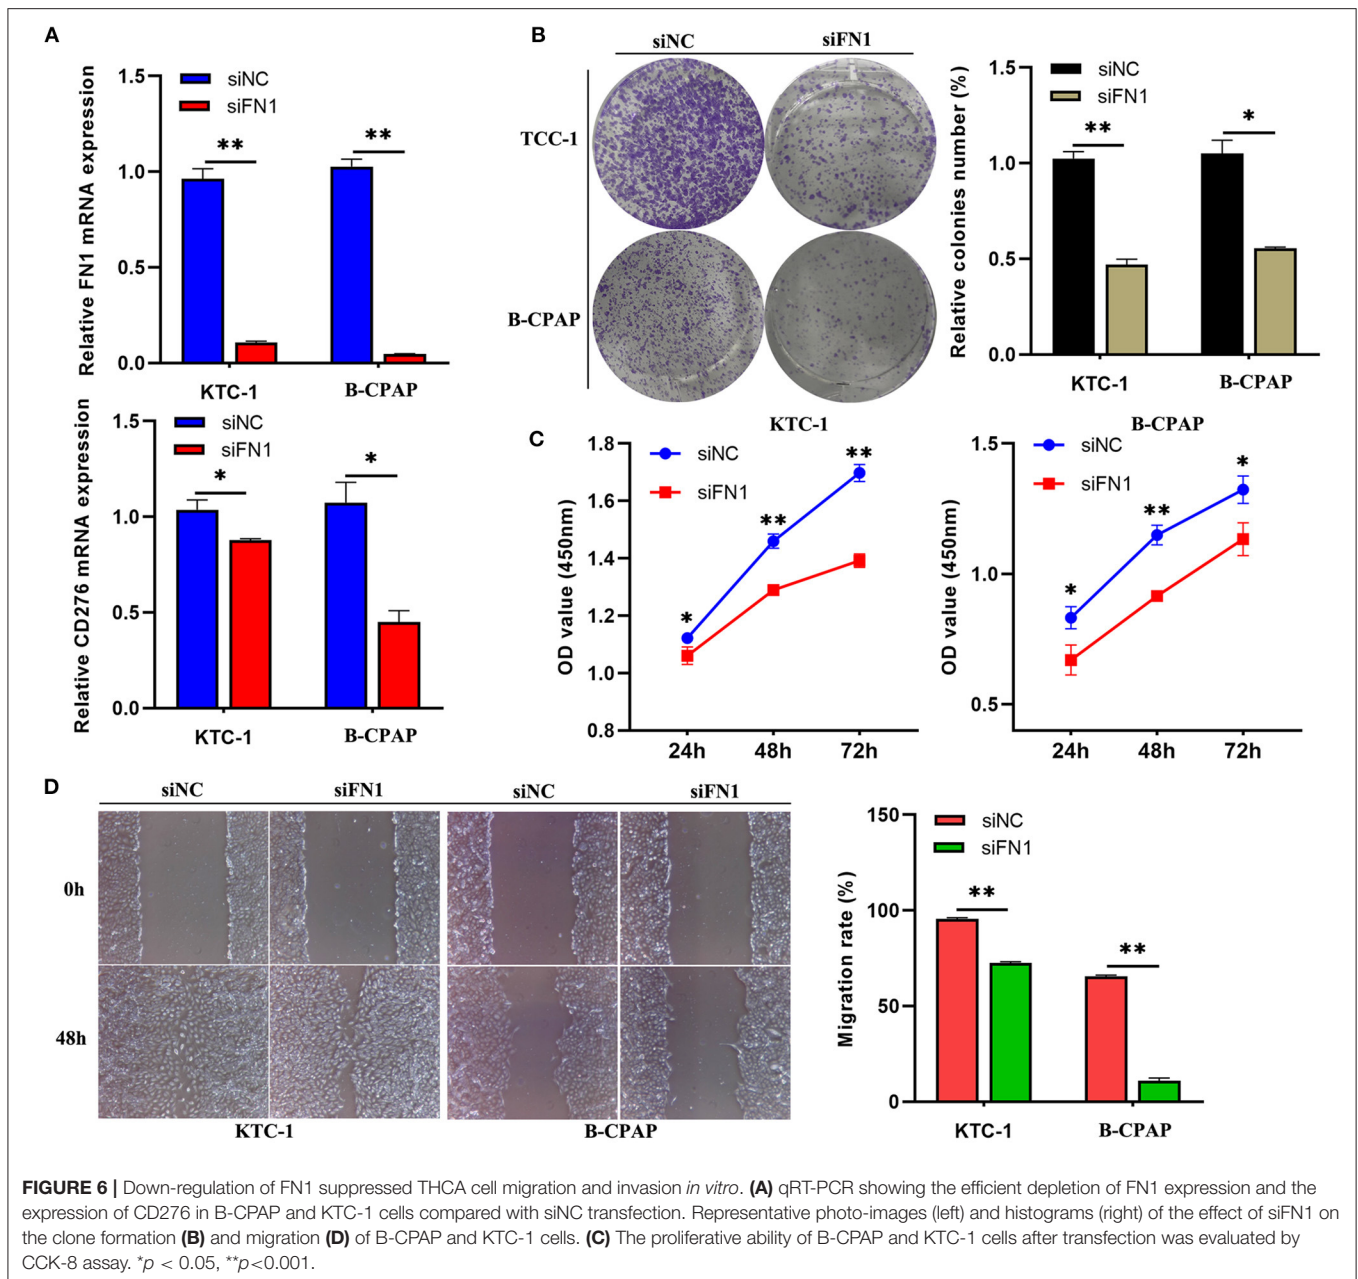 A
Relative FN1 mRNA expression
1.5
1.0
0.5
0.0
siNC
siFN1
**
**
KTC-1
B-CPAP
Relative CD276 mRNA expression
1.5
1.0
0.5
0.0
siNC
siFN1
*
*
KTC-1
B-CPAP
B
siNC
siFN1
TCC-1
B-CPAP
Relative colonies number (%)
1.5
1.0
0.5
0.0
siNC
siFN1
**
*
KTC-1
B-CPAP
C
KTC-1
OD value (450nm)
1.8
1.6
1.4
1.2
1.0
0.8
siNC
siFN1
*
**
**
24h
48h
72h
B-CPAP
OD value (450nm)
1.5
1.0
0.5
siNC
siFN1
*
**
*
24h
48h
72h
D
siNC
siFN1
siNC
siFN1
0h
48h
KTC-1
B-CPAP
Migration rate (%)
150
100
50
0
siNC
siFN1
**
**
KTC-1
B-CPAP
FIGURE 6 | Down-regulation of FN1 suppressed THCA cell migration and invasion in vitro. (A) qRT-PCR showing the efficient depletion of FN1 expression and the
expression of CD276 in B-CPAP and KTC-1 cells compared with siNC transfection. Representative photo-images (left) and histograms (right) of the effect of siFN1 on
the clone formation (B) and migration (D) of B-CPAP and KTC-1 cells. (C) The proliferative ability of B-CPAP and KTC-1 cells after transfection was evaluated by
CCK-8 assay. *p < 0.05, **p<0.001.